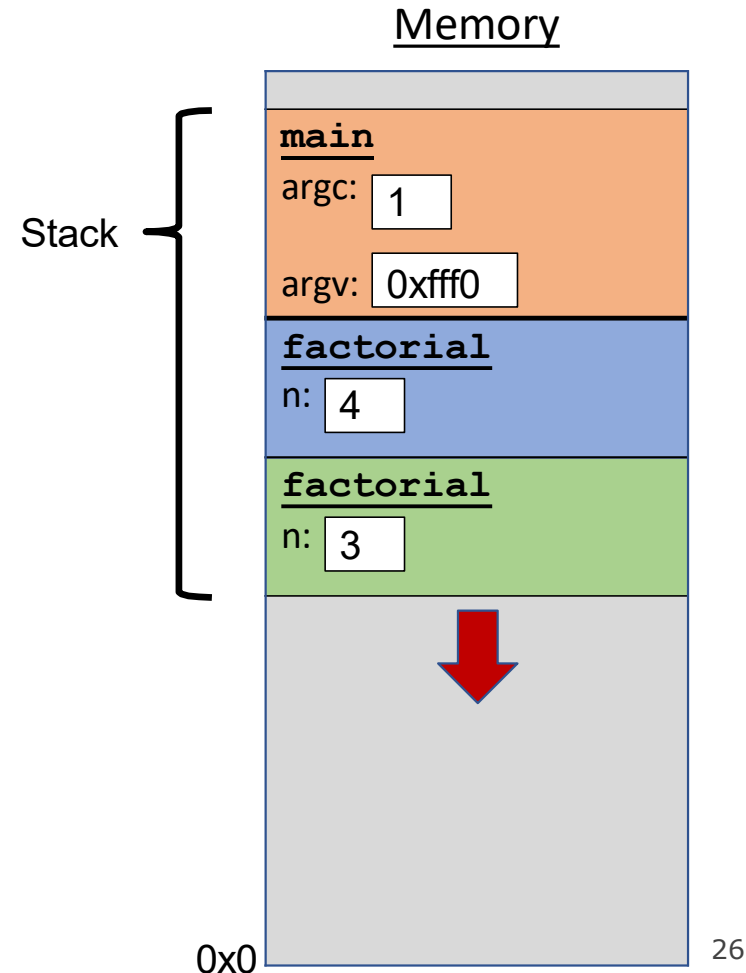 Memory
main
argc: 1
Stack
argv: 0xfff0
factorial
n: 4
factorial
n: 3
0x0
26